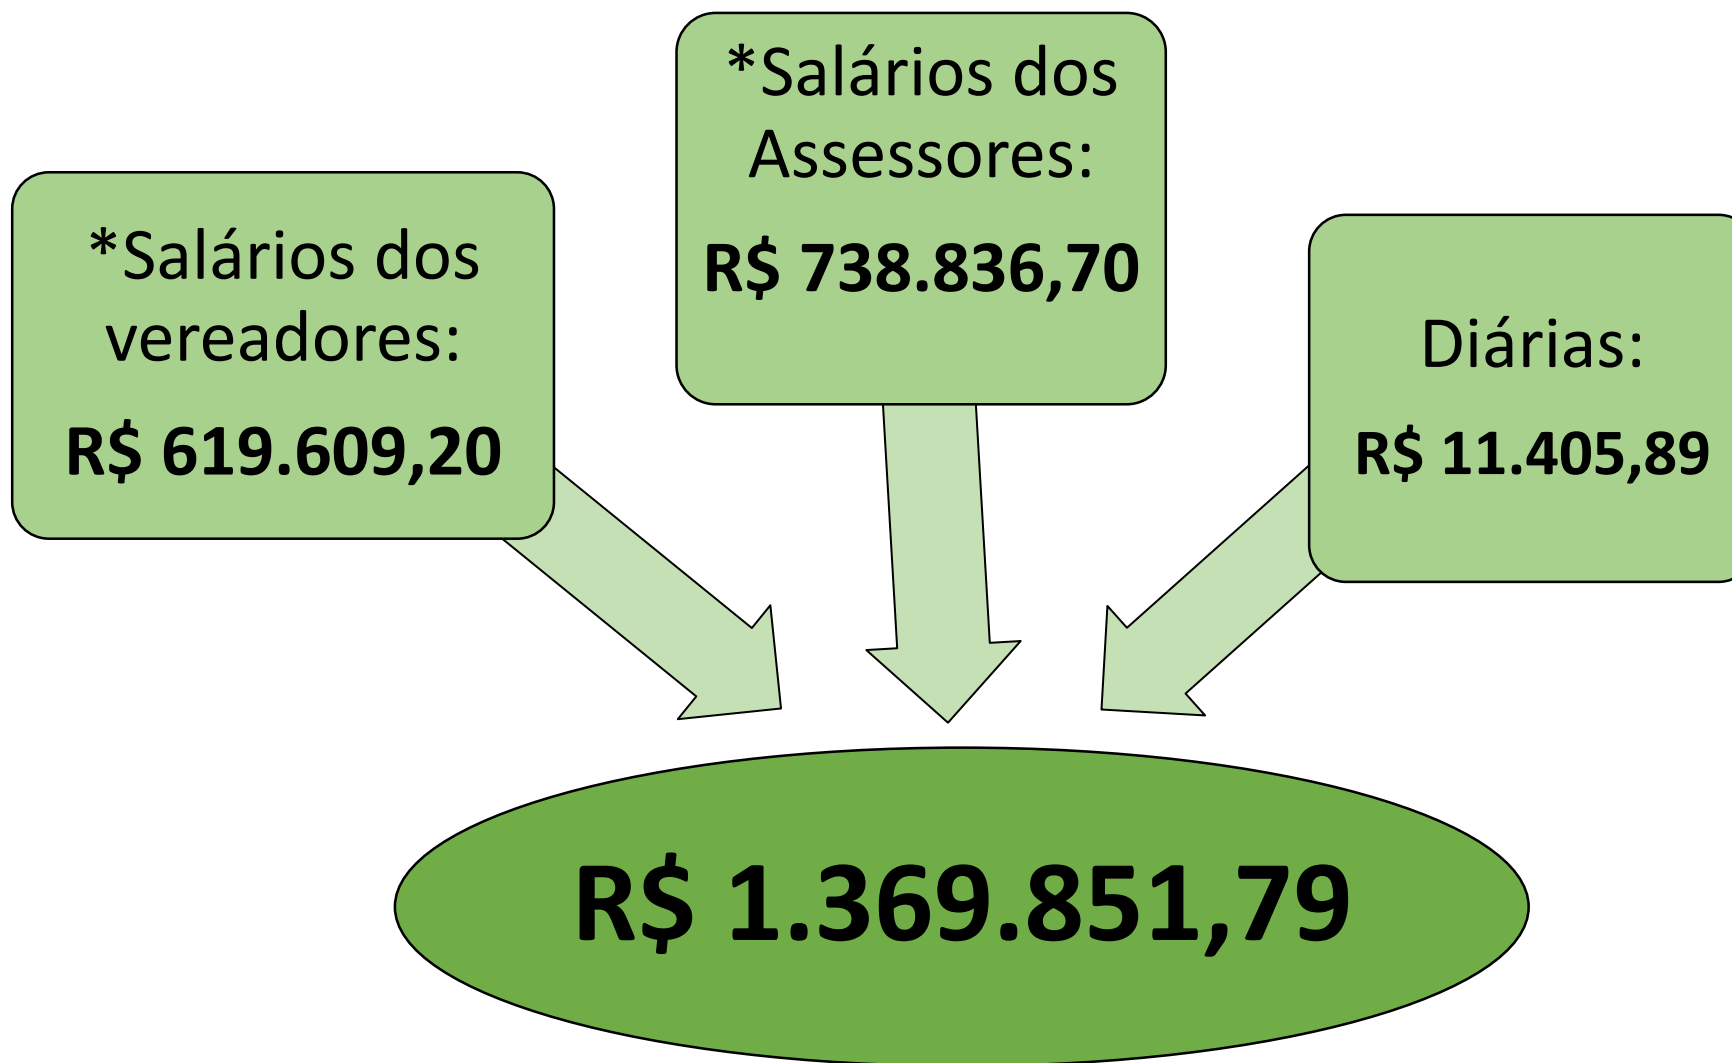 *Salários dos
vereadores:
R$ 619.609,20
*Salários dos
Assessores:
R$ 738.836,70
Diárias:
R$ 11.405,89
R$ 1.369.851,79